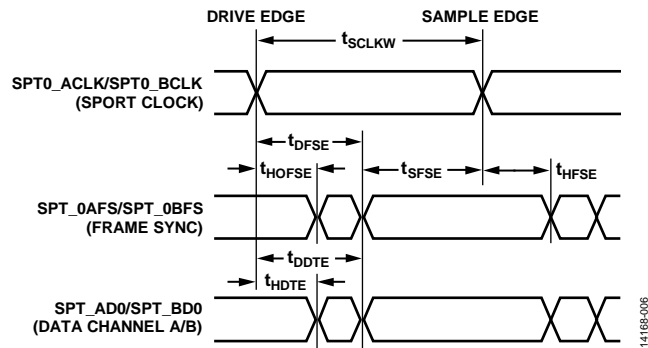 DRIVE EDGE SAMPLE EDGE
tSCLKW
SPT0_ACLK/SPT0_BCLK
(SPORT CLOCK)
tDFSE
tHOFSE tSFSE tHFSE
SPT_0AFS/SPT_0BFS
(FRAME SYNC)
tDDTE
tHDTE
SPT_AD0/SPT_BD0
(DATA CHANNEL A/B)
14168-006